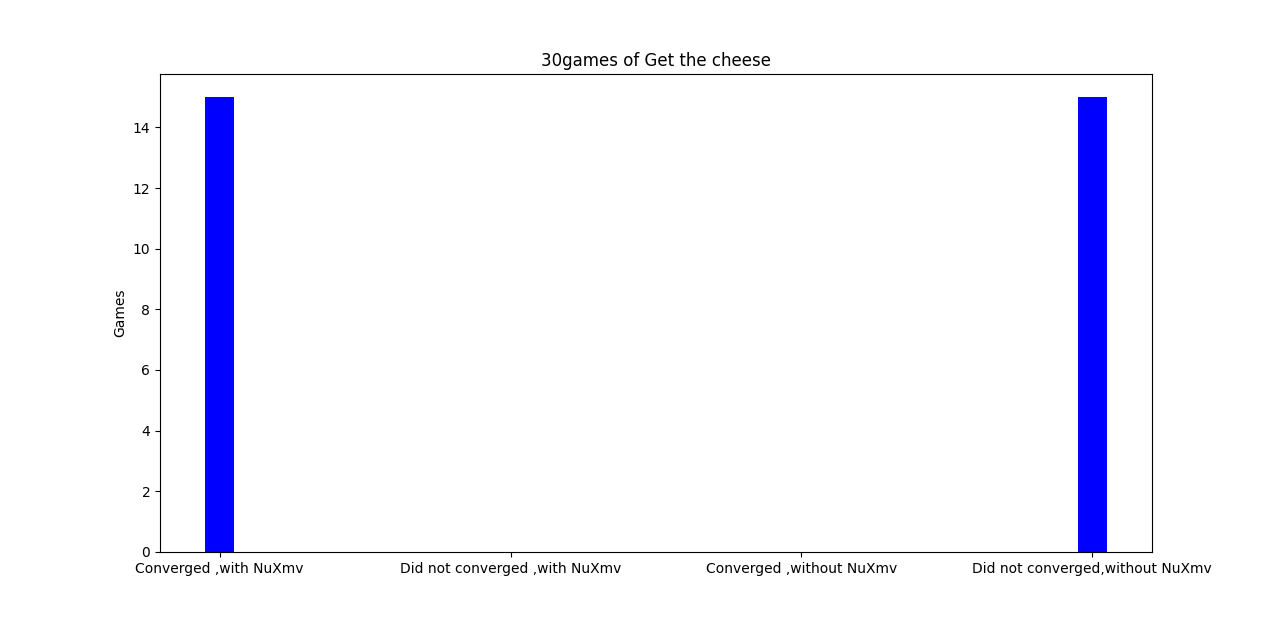 30games of Get the cheese
Games
14
12
10
8
6
4
2
0
Converged ,with NuXmv
Did not converged ,with NuXmv
Converged ,without NuXmv
Did not converged,without NuXmv